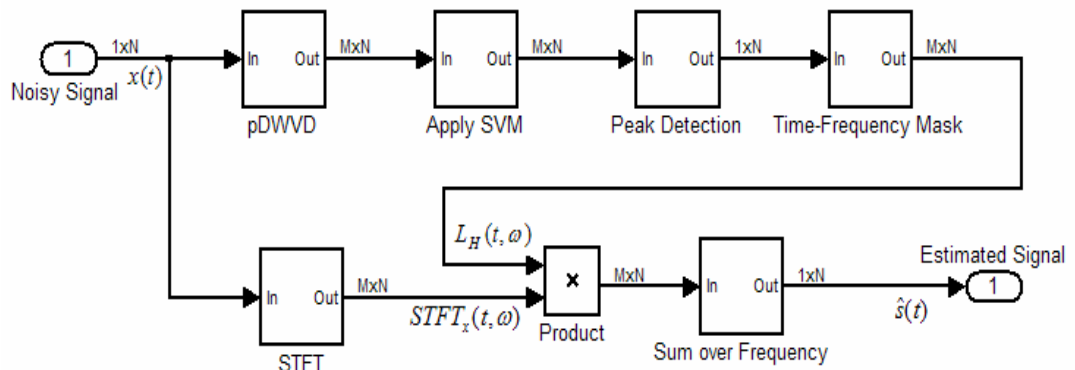 1
1xN
x(t)
Noisy Signal
In Out
pDWVD
MxN
In Out
Apply SVM
MxN
In Out
Peak Detection
1xN
In Out
Time-Frequency Mask
MxN
L_H(t,ω)
In Out
STFT
MxN
STFT_x(t,ω)
×
Product
MxN
In Out
Sum over Frequency
1xN
ŝ(t)
Estimated Signal
1